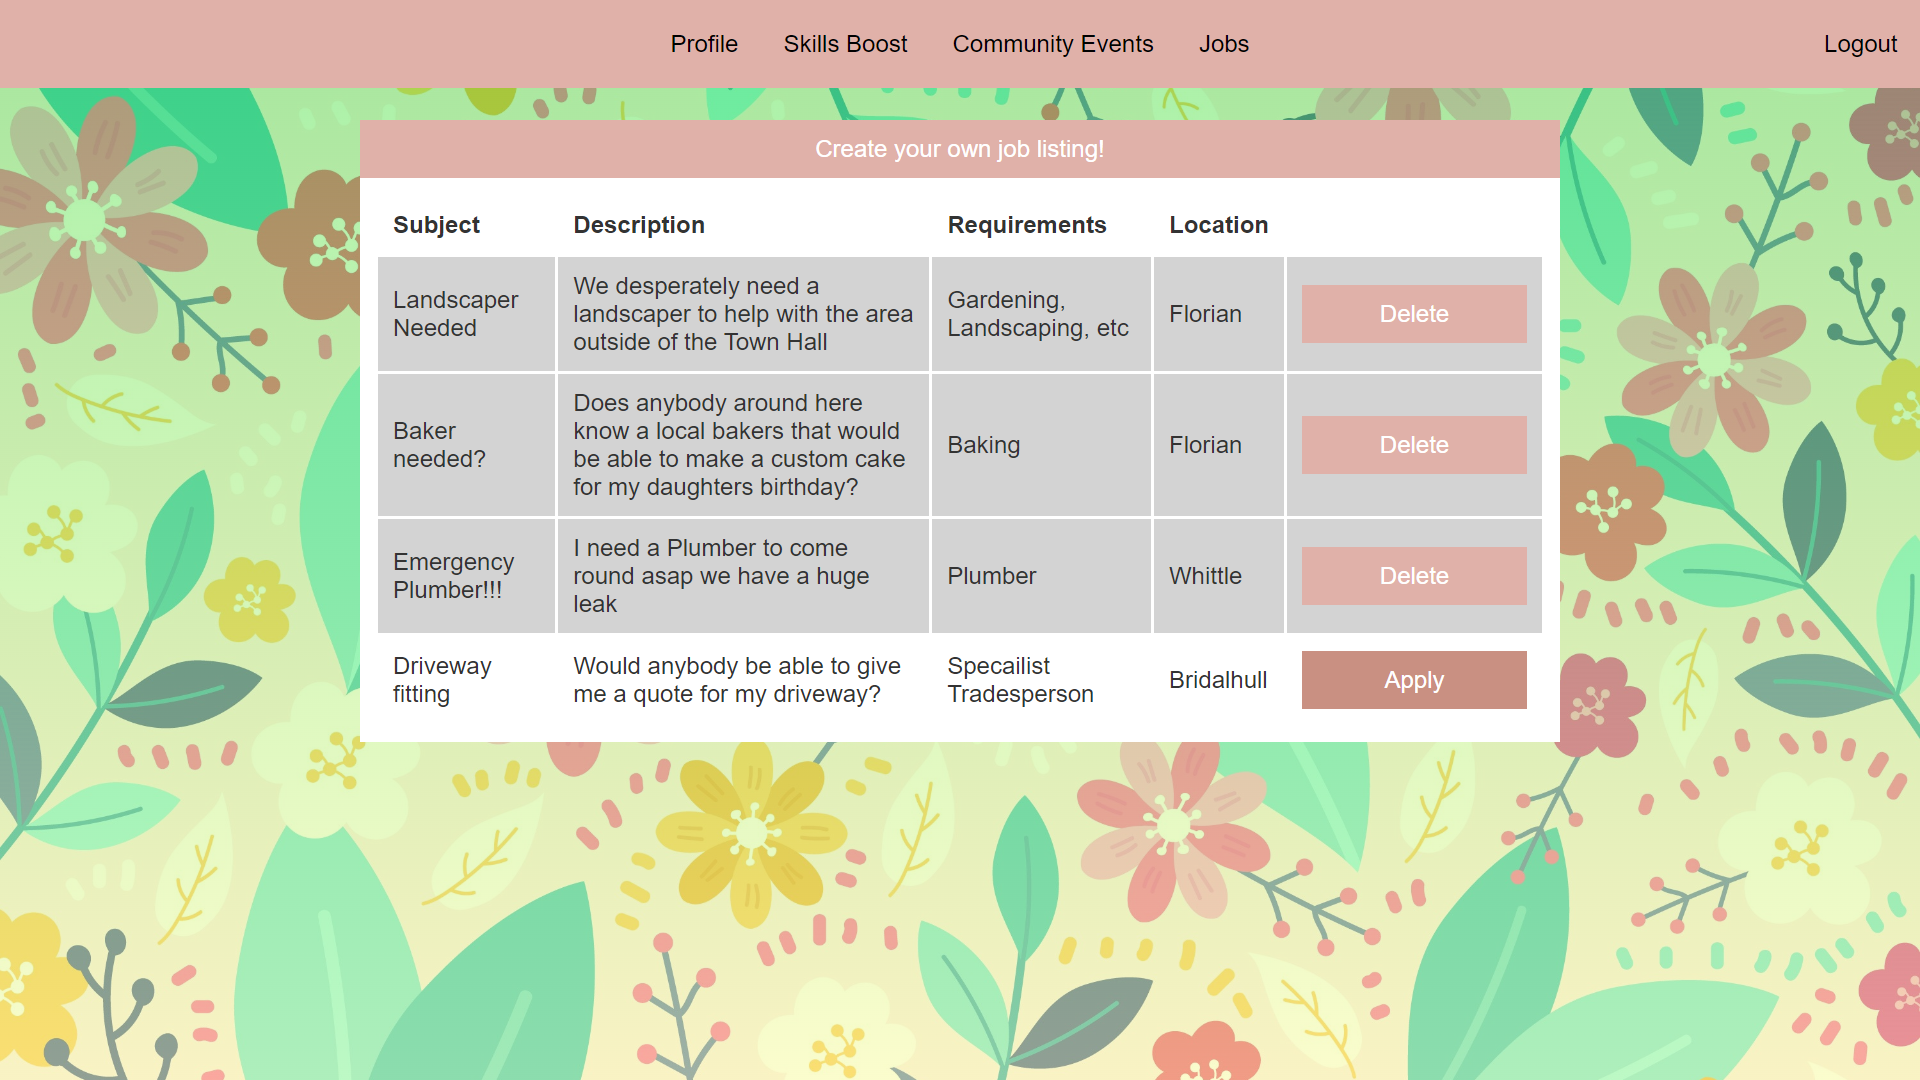 Profile Skills Boost Community Events Jobs Logout
Create your own job listing!
Subject Description Requirements Location
Landscaper
Needed
We desperately need a
landscaper to help with the area
outside of the Town Hall
Gardening,
Landscaping, etc
Florian
Delete
Baker
needed?
Does anybody around here
know a local bakers that would
be able to make a custom cake
for my daughters birthday?
Baking
Florian
Delete
Emergency
Plumber!!!
I need a Plumber to come
round asap we have a huge
leak
Plumber
Whittle
Delete
Driveway
fitting
Would anybody be able to give
me a quote for my driveway?
Specailist
Tradesperson
Bridalhull
Apply